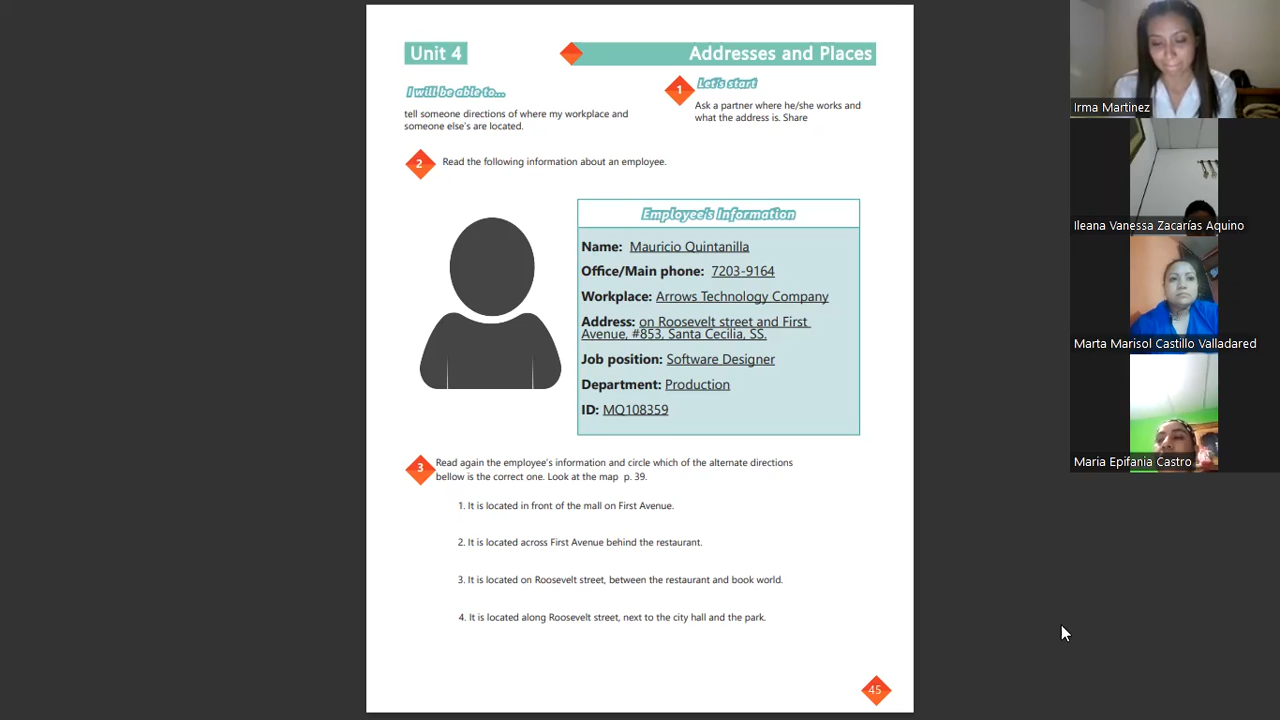 Unit 4
Addresses and Places
I will be able to...
tell someone directions of where my workplace and
someone else's are located.
1
Let's start
Ask a partner where he/she works and
what the address is. Share
2
Read the following information about an employee.
Employee's Information
Name: Mauricio Quintanilla
Office/Main phone: 7203-9164
Workplace: Arrows Technology Company
Address: on Roosevelt street and First
Avenue, #853, Santa Cecilia, SS.
Job position: Software Designer
Department: Production
ID: MQ108359
3
Read again the employee's information and circle which of the alternate directions
bellow is the correct one. Look at the map p. 39.
1. It is located in front of the mall on First Avenue.
2. It is located across First Avenue behind the restaurant.
3. It is located on Roosevelt street, between the restaurant and book world.
4. It is located along Roosevelt street, next to the city hall and the park.
45
Irma Martinez
Ileana Vanessa Zacarías Aquino
Marta Marisol Castillo Valladared
Maria Epifania Castro